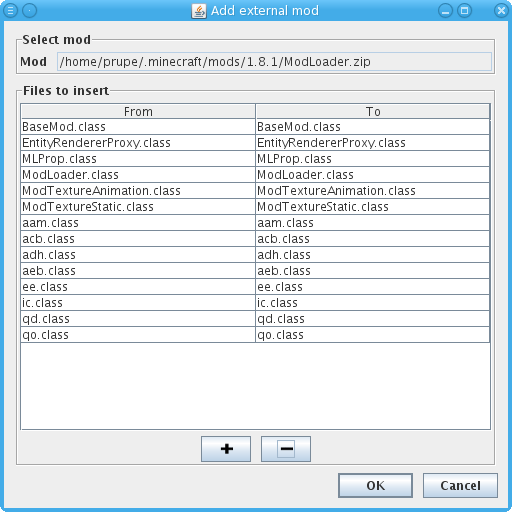 Add external mod
Select mod
Mod /home/prupe/.minecraft/mods/1.8.1/ModLoader.zip
Files to insert
From To
BaseMod.class BaseMod.class
EntityRendererProxy.class EntityRendererProxy.class
MLProp.class MLProp.class
ModLoader.class ModLoader.class
ModTextureAnimation.class ModTextureAnimation.class
ModTextureStatic.class ModTextureStatic.class
aam.class aam.class
acb.class acb.class
adh.class adh.class
aeb.class aeb.class
ee.class ee.class
ic.class ic.class
qd.class qd.class
qo.class qo.class
+ −
OK Cancel